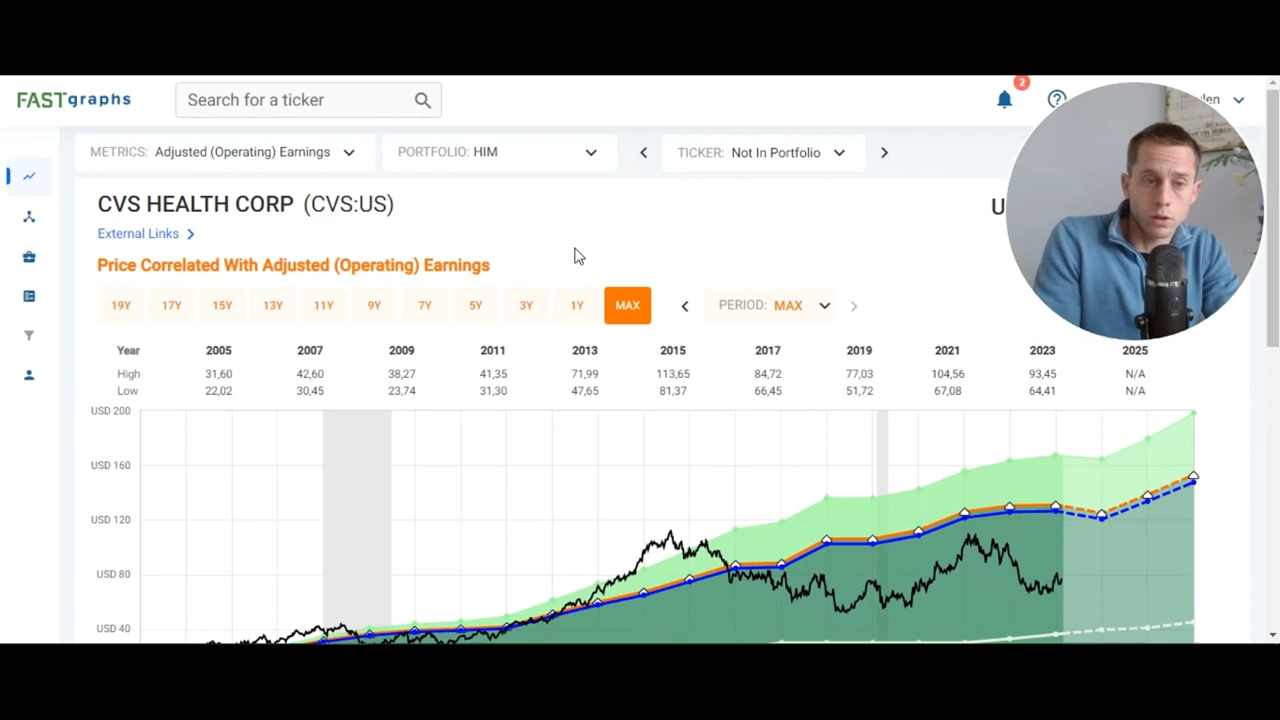 FASTgraphs
Search for a ticker
2
METRICS: Adjusted (Operating) Earnings
PORTFOLIO: HIM
TICKER: Not In Portfolio
CVS HEALTH CORP (CVS:US)
External Links
Price Correlated With Adjusted (Operating) Earnings
19Y 17Y 15Y 13Y 11Y 9Y 7Y 5Y 3Y 1Y MAX PERIOD: MAX
Year 2005 2007 2009 2011 2013 2015 2017 2019 2021 2023 2025
High 31,60 42,60 38,27 41,35 71,99 113,65 84,72 77,03 104,56 93,45 N/A
Low 22,02 30,45 23,74 31,30 47,65 81,37 66,45 51,72 67,08 64,41 N/A
USD 200
USD 160
USD 120
USD 80
USD 40